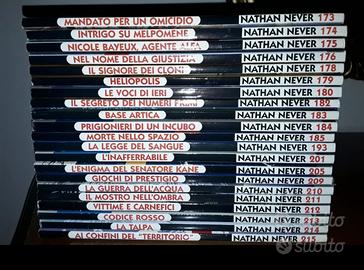 MANDATO PER UN OMICIDIO NATHAN NEVER 173
INTRIGO SU MELPOMENE NATHAN NEVER 174
NICOLE BAYEUX, AGENTE ALFA NATHAN NEVER 175
NEL NOME DELLA GIUSTIZIA NATHAN NEVER 176
IL SIGNORE DEI CLONI NATHAN NEVER 178
HELIOPOLIS NATHAN NEVER 179
LE VOCI DI IERI NATHAN NEVER 180
IL SEGRETO DEI NUMERI PRIMI NATHAN NEVER 182
BASE ARTICA NATHAN NEVER 183
PRIGIONIERI DI UN INCUBO NATHAN NEVER 184
MORTE NELLO SPAZIO NATHAN NEVER 185
LA LEGGE DEL SANGUE NATHAN NEVER 193
L'INAFFERRABILE NATHAN NEVER 201
L'ENIGMA DEL SENATORE KANE NATHAN NEVER 205
GIOCHI DI PRESTIGIO NATHAN NEVER 209
LA GUERRA DELL'ACQUA NATHAN NEVER 210
IL MOSTRO NELL'OMBRA NATHAN NEVER 211
VITTIME E CARNEFICI NATHAN NEVER 212
CODICE ROSSO NATHAN NEVER 213
LA TALPA NATHAN NEVER 214
AI CONFINI DEL "TERRITORIO" NATHAN NEVER 215
subito